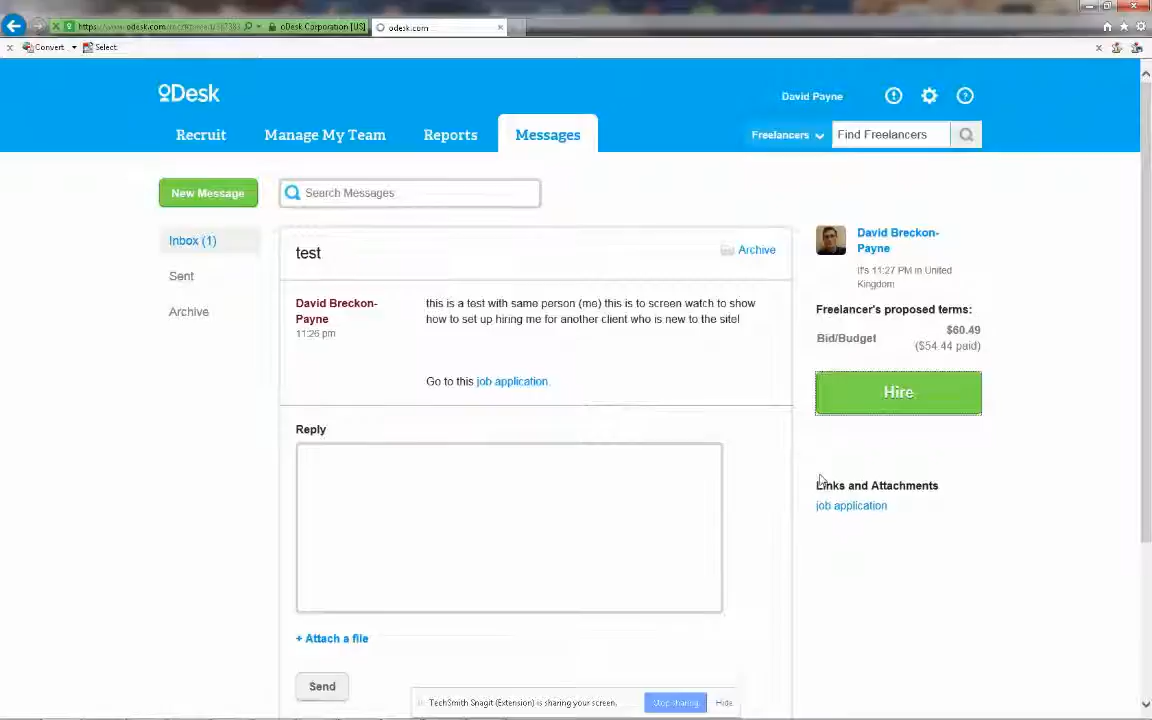 oDesk Corporation [US]
odesk.com
Convert
Select
oDesk
David Payne
Recruit
Manage My Team
Reports
Messages
Freelancers
Find Freelancers
New Message
Search Messages
Inbox (1)
Sent
Archive
test
Archive
David Breckon-
Payne
11:26 pm
this is a test with same person (me) this is to screen watch to show
how to set up hiring me for another client who is new to the site!
Go to this job application.
Reply
+ Attach a file
Send
David Breckon-
Payne
It's 11:27 PM in United
Kingdom
Freelancer's proposed terms:
Bid/Budget
$60.49
($54.44 paid)
Hire
Links and Attachments
job application
TechSmith Snagit (Extension) is sharing your screen.
Stop sharing
Hide